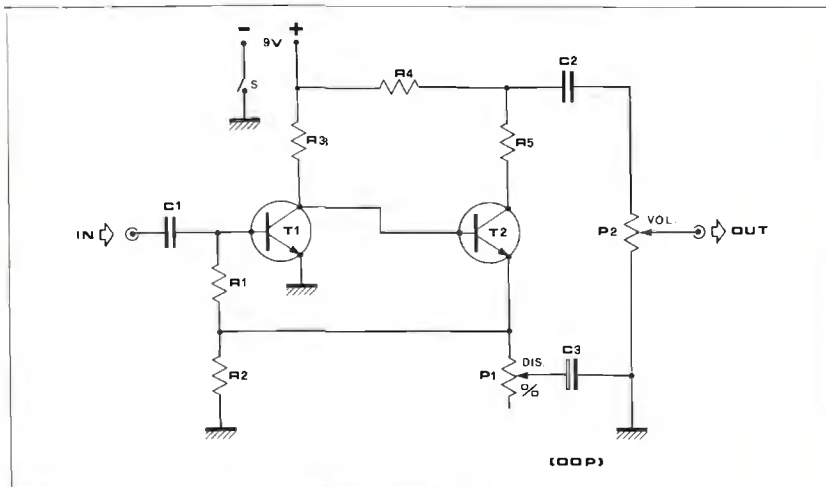 - +
9V
S
R4
C2
R3
R5
C1
IN
T1
T2
P2
VOL.
OUT
R1
R2
P1
DIS.
%
C3
(OOP)